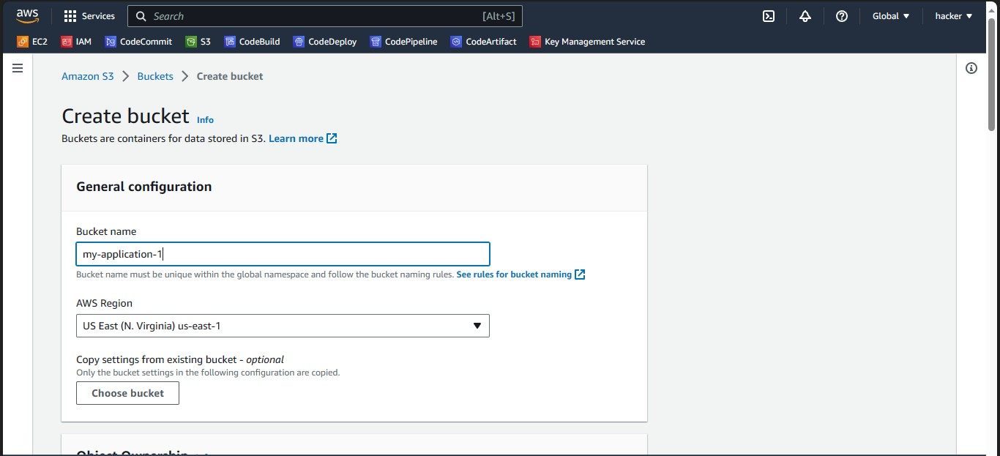 aws Services Search [Alt+S] Global hacker
EC2 IAM CodeCommit S3 CodeBuild CodeDeploy CodePipeline CodeArtifact Key Management Service
Amazon S3 > Buckets > Create bucket
Create bucket Info
Buckets are containers for data stored in S3. Learn more
General configuration
Bucket name
my-application-1
Bucket name must be unique within the global namespace and follow the bucket naming rules. See rules for bucket naming
AWS Region
US East (N. Virginia) us-east-1
Copy settings from existing bucket - optional
Only the bucket settings in the following configuration are copied.
Choose bucket
Object Ownership